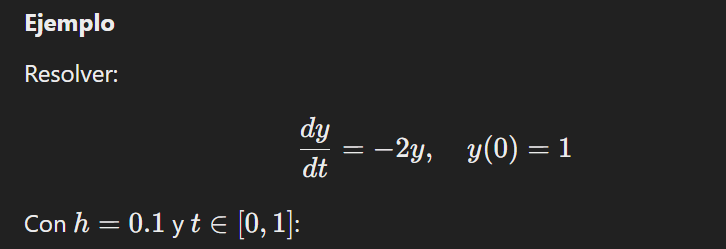 Ejemplo
Resolver:
dy/dt = −2y, y(0) = 1
Con h = 0.1 y t ∈ [0, 1]: